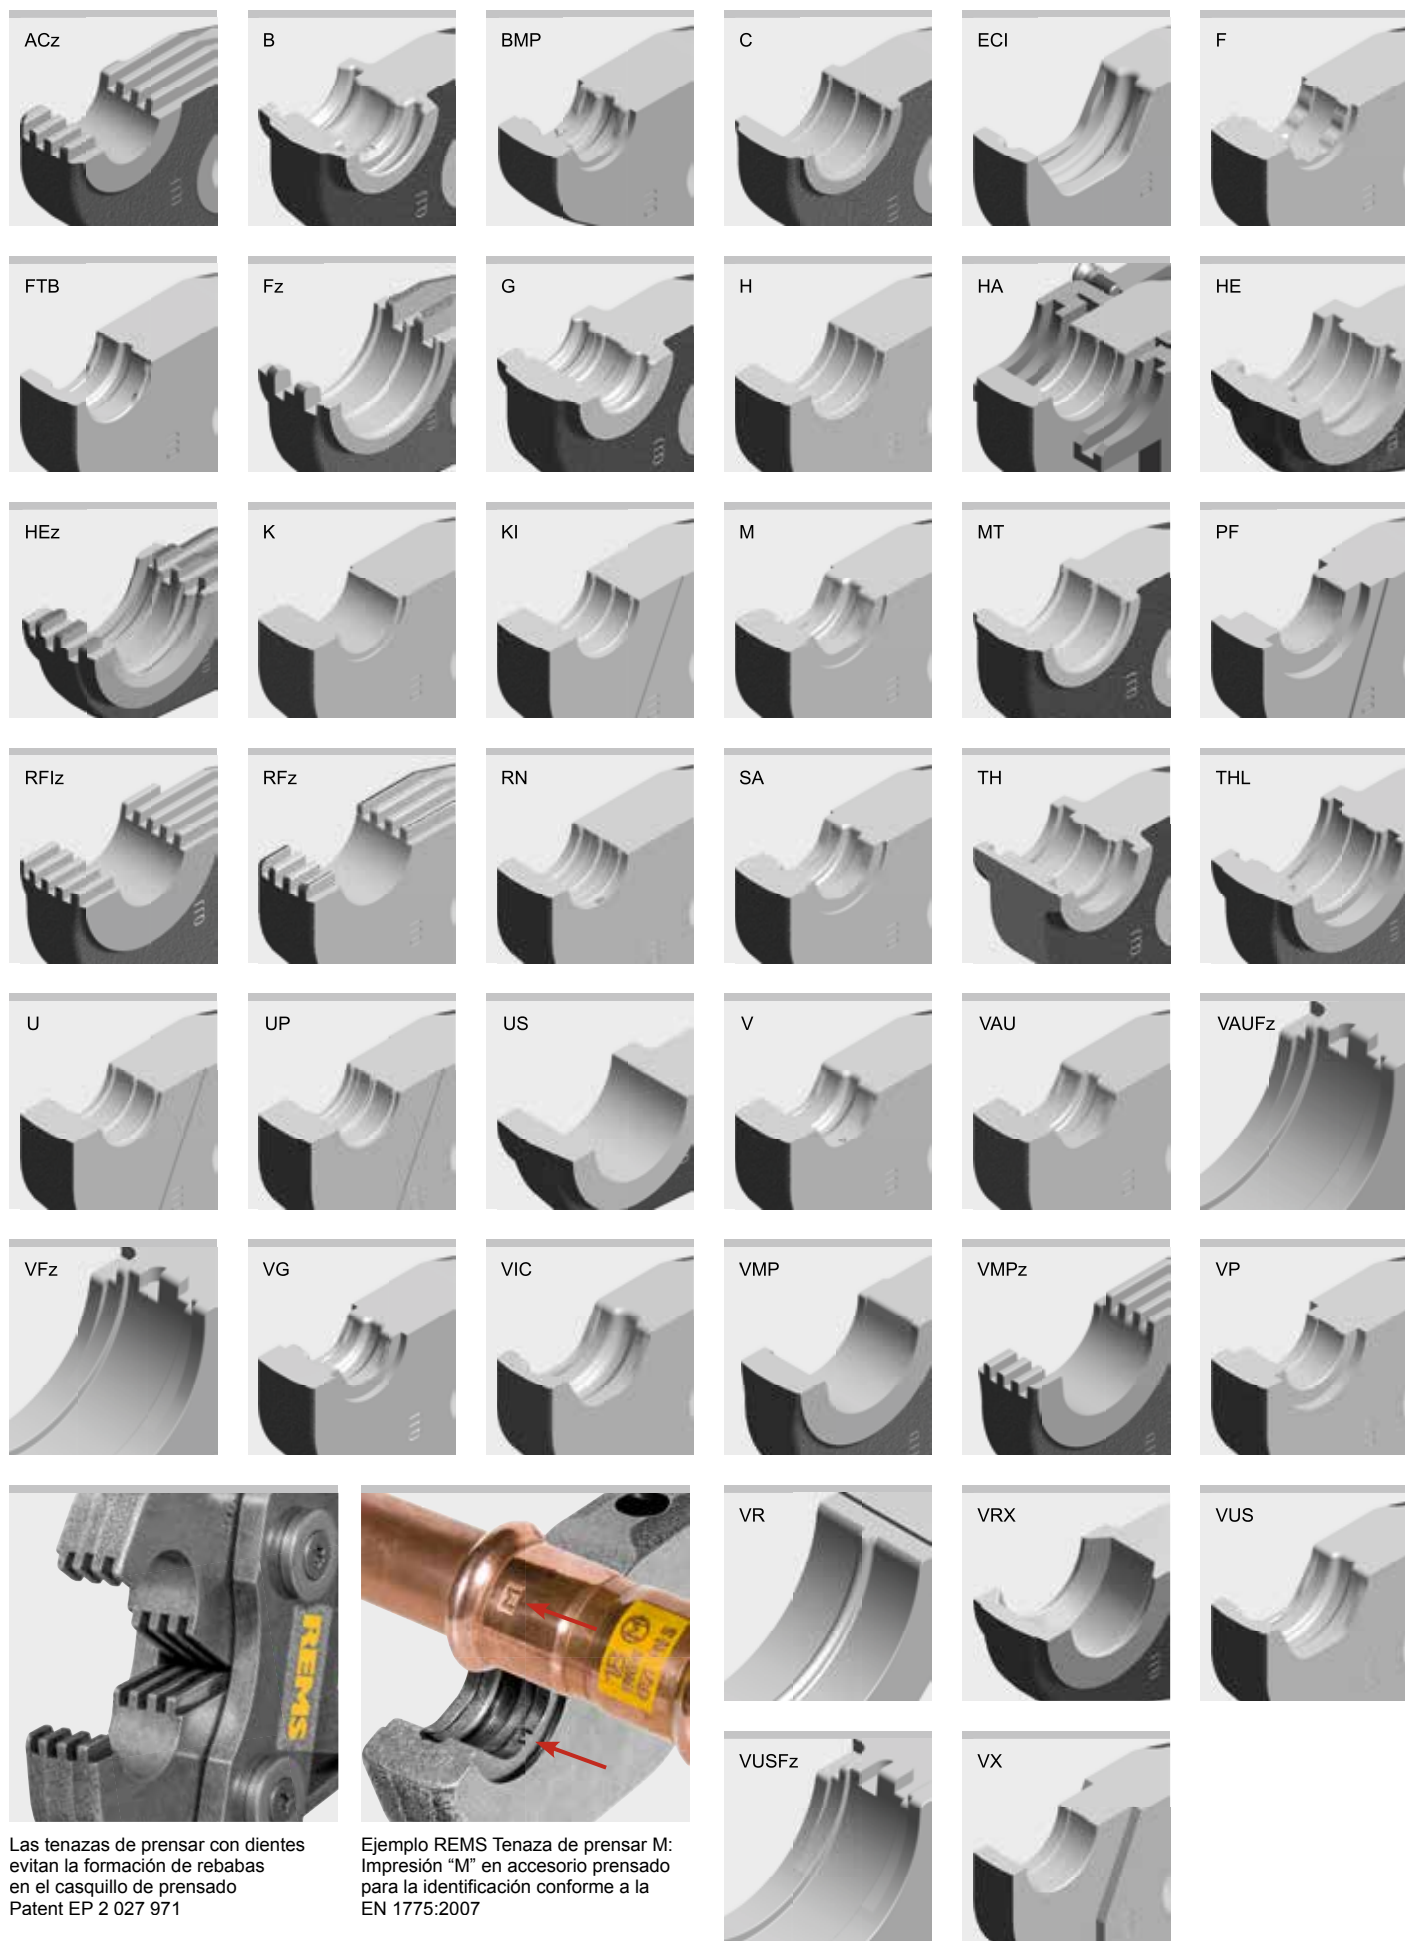 ACz
B
BMP
C
ECI
F
FTB
Fz
G
H
HA
HE
HEz
K
KI
M
MT
PF
RFIz
RFz
RN
SA
TH
THL
U
UP
US
V
VAU
VAUFz
VFz
VG
VIC
VMP
VMPz
VP
REMS
VR
VRX
VUS
VUSFz
VX
Las tenazas de prensar con dientes
evitan la formación de rebabas
en el casquillo de prensado
Patent EP 2 027 971
Ejemplo REMS Tenaza de prensar M:
Impresión “M” en accesorio prensado
para la identificación conforme a la
EN 1775:2007